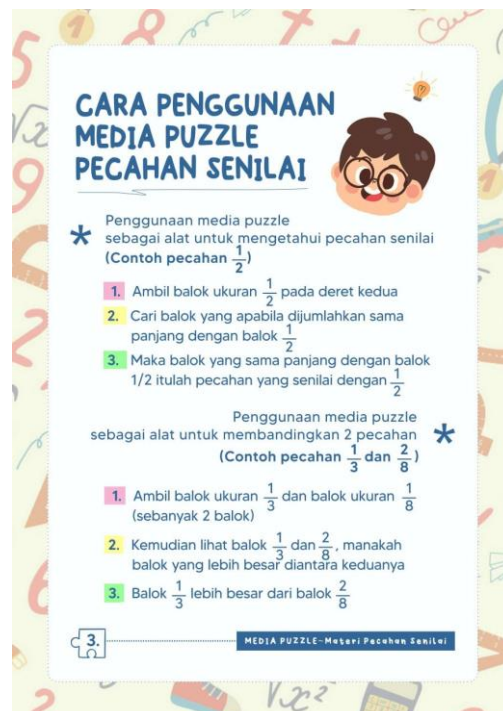 CARA PENGGUNAAN
MEDIA PUZZLE
PECAHAN SENILAI
* Penggunaan media puzzle
sebagai alat untuk mengetahui pecahan senilai
(Contoh pecahan 1/2)
1. Ambil balok ukuran 1/2 pada deret kedua
2. Cari balok yang apabila dijumlahkan sama
panjang dengan balok 1/2
3. Maka balok yang sama panjang dengan balok
1/2 itulah pecahan yang senilai dengan 1/2
Penggunaan media puzzle
sebagai alat untuk membandingkan 2 pecahan *
(Contoh pecahan 1/3 dan 2/8)
1. Ambil balok ukuran 1/3 dan balok ukuran 1/8
(sebanyak 2 balok)
2. Kemudian lihat balok 1/3 dan 2/8, manakah
balok yang lebih besar diantara keduanya
3. Balok 1/3 lebih besar dari balok 2/8
3. MEDIA PUZZLE-Materi Pecahan Senilai